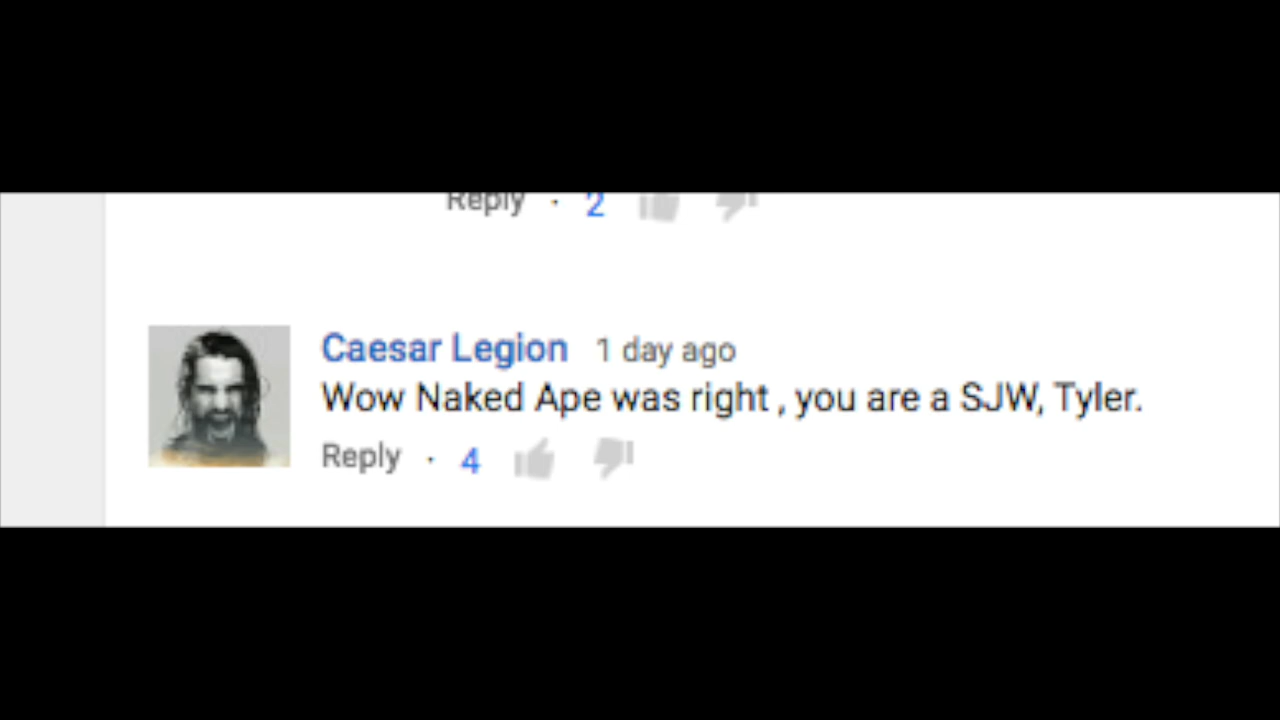 Reply · 2
Caesar Legion 1 day ago
Wow Naked Ape was right , you are a SJW, Tyler.
Reply · 4